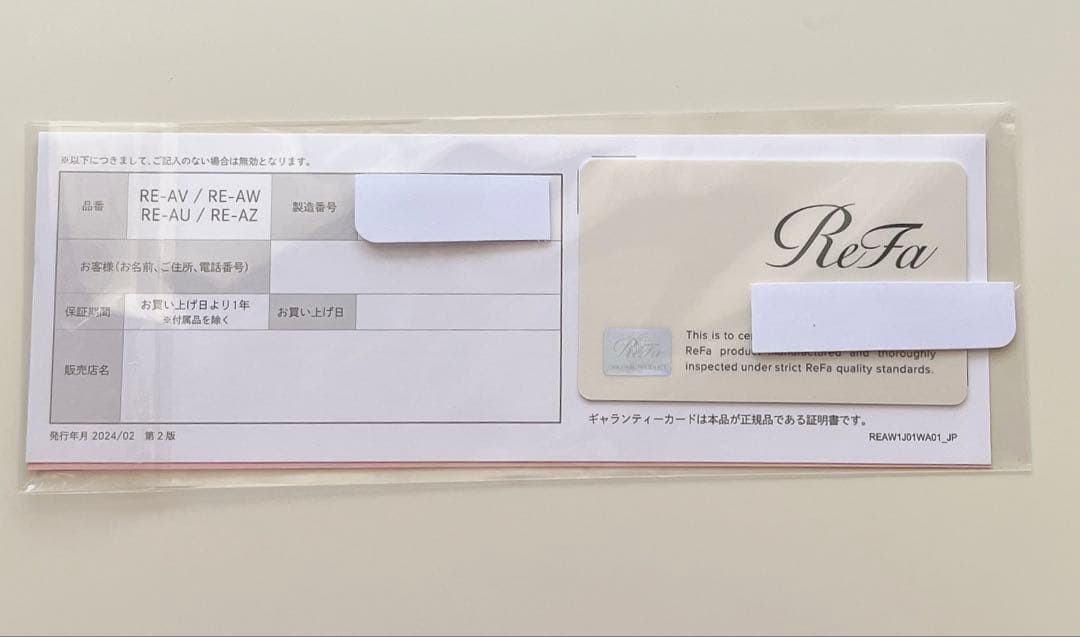 ※以下につきまして、ご記入のない場合は無効となります。
品番
RE-AV / RE-AW
RE-AU / RE-AZ
製造番号
お客様(お名前、ご住所、電話番号)
保証期間
お買い上げ日より1年
※付属品を除く
お買い上げ日
販売店名
発行年月 2024/02 第2版
ReFa
ReFa
This is to
ReFa product manufactured and thoroughly
inspected under strict ReFa quality standards.
ギャランティーカードは本品が正規品である証明書です。
REAW1J01WA01_JP